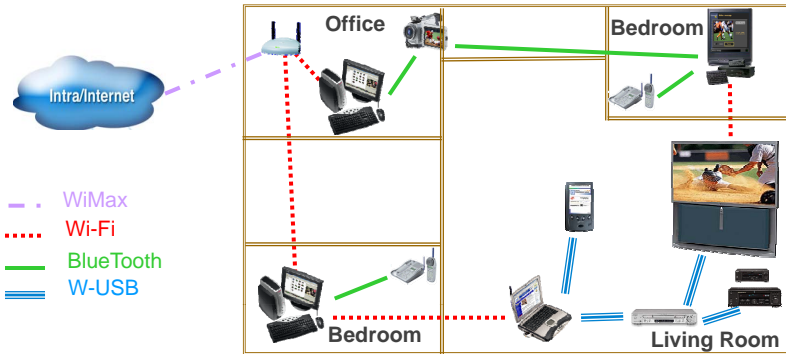 Office
Bedroom
Intra/Internet
WiMax
Wi-Fi
BlueTooth
W-USB
Bedroom
Living Room